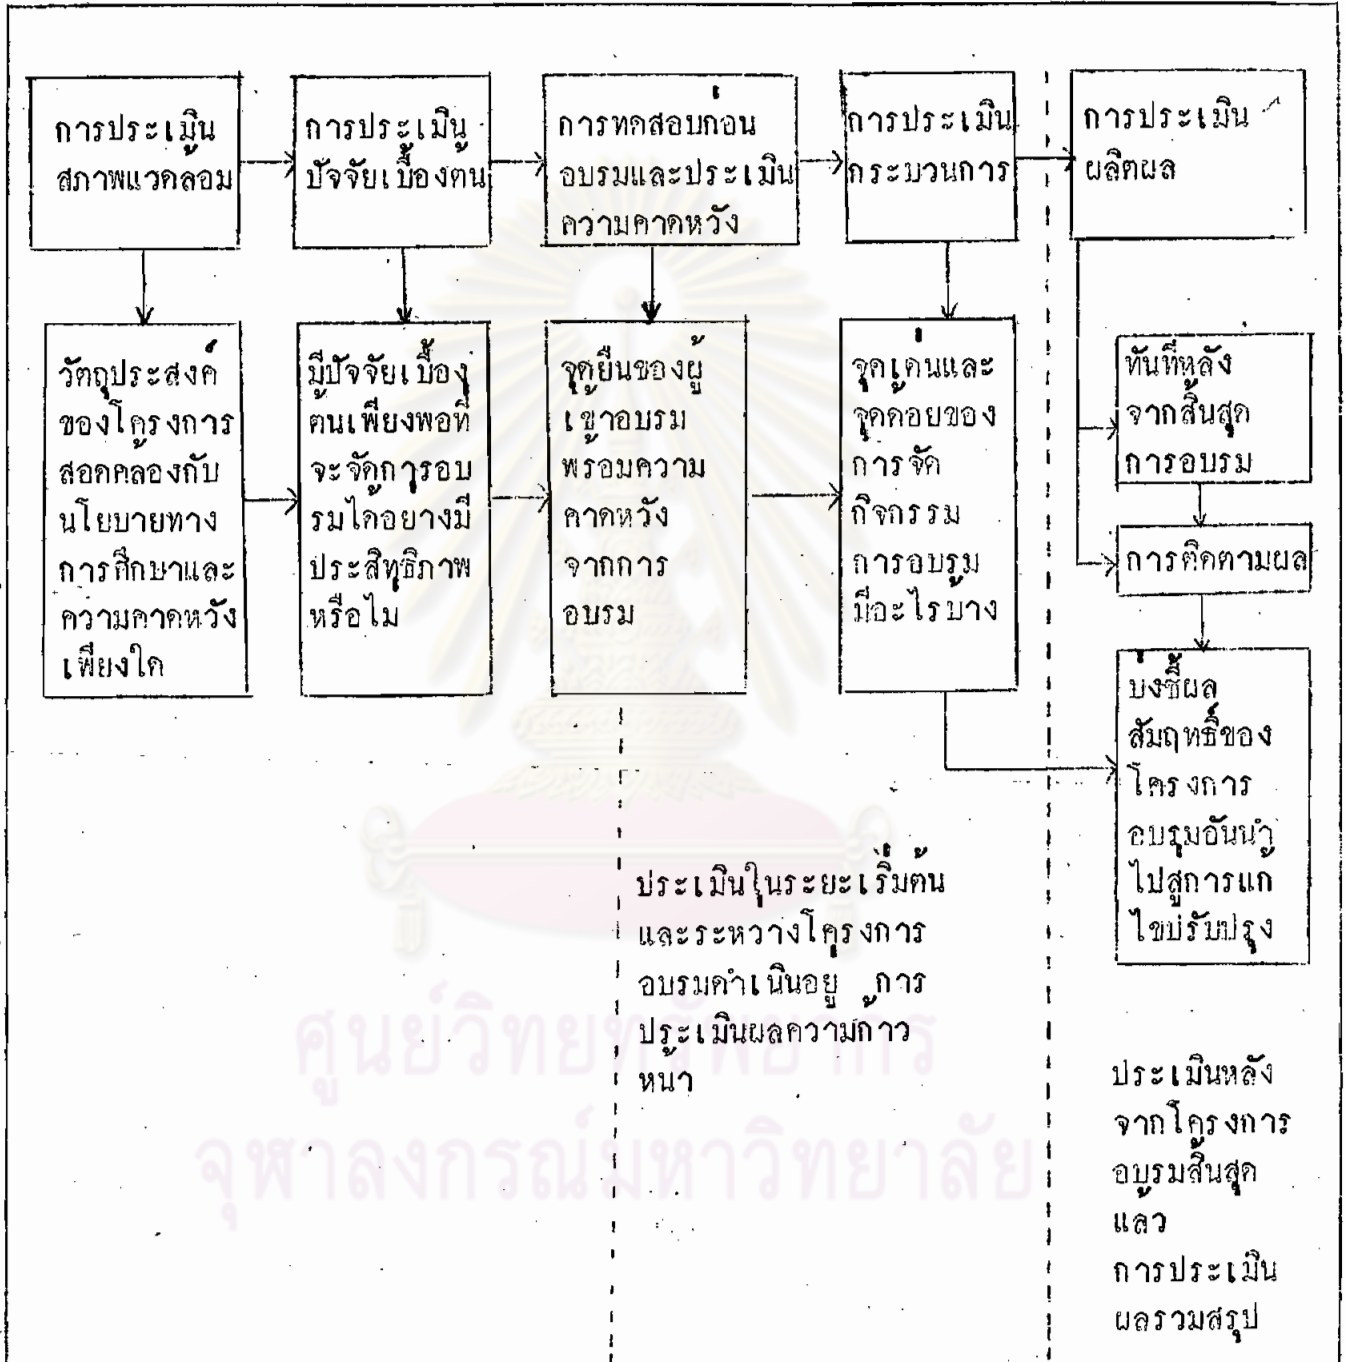 การประเมิน
สภาพแวดล้อม
การประเมิน
ปัจจัยเบื้องต้น
การทดสอบก่อน
อบรมและประเมิน
ความคาดหวัง
การประเมิน
กระบวนการ
การประเมิน
ผลิตผล
วัตถุประสงค์
ของโครงการ
สอดคล้องกับ
นโยบายทาง
การศึกษาและ
ความคาดหวัง
เพียงใด
มีปัจจัยเบื้อง
ต้นเพียงพอที่
จะจัดการอบ
รมได้อย่างมี
ประสิทธิภาพ
หรือไม่
จุดยืนของผู้
เข้าอบรม
พร้อมความ
คาดหวัง
จากการ
อบรม
จุดเด่นและ
จุดด้อยของ
การจัด
กิจกรรม
การอบรม
มีอะไรบ้าง
ทันทีหลัง
จากสิ้นสุด
การอบรม
การติดตามผล
บ่งชี้ผล
สัมฤทธิ์ของ
โครงการ
อบรมอันนำ
ไปสู่การแก้
ไขปรับปรุง
ประเมินในระยะเริ่มต้น
และระหว่างโครงการ
อบรมดำเนินอยู่ การ
ประเมินผลความก้าว
หน้า
ประเมินหลัง
จากโครงการ
อบรมสิ้นสุด
แล้ว
การประเมิน
ผลรวมสรุป
ศูนย์วิทยทรัพยากร
จุฬาลงกรณ์มหาวิทยาลัย